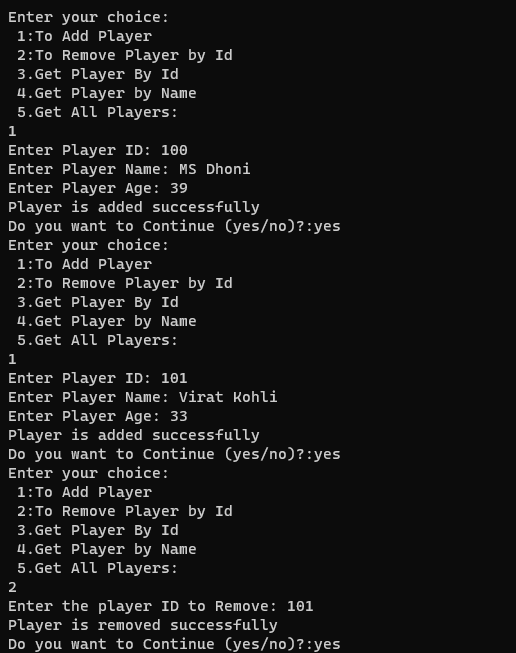 Enter your choice:
 1:To Add Player
 2:To Remove Player by Id
 3.Get Player By Id
 4.Get Player by Name
 5.Get All Players:
1
Enter Player ID: 100
Enter Player Name: MS Dhoni
Enter Player Age: 39
Player is added successfully
Do you want to Continue (yes/no)?:yes
Enter your choice:
 1:To Add Player
 2:To Remove Player by Id
 3.Get Player By Id
 4.Get Player by Name
 5.Get All Players:
1
Enter Player ID: 101
Enter Player Name: Virat Kohli
Enter Player Age: 33
Player is added successfully
Do you want to Continue (yes/no)?:yes
Enter your choice:
 1:To Add Player
 2:To Remove Player by Id
 3.Get Player By Id
 4.Get Player by Name
 5.Get All Players:
2
Enter the player ID to Remove: 101
Player is removed successfully
Do you want to Continue (yes/no)?:yes